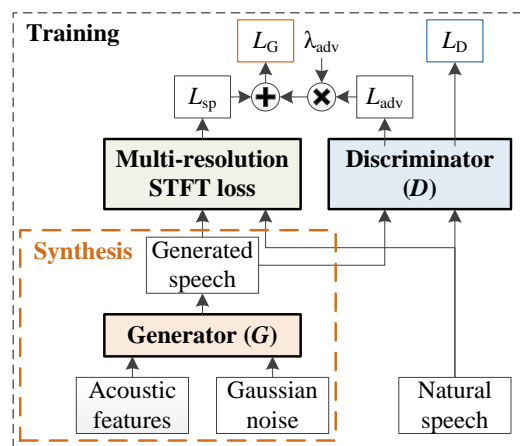 Training
L_G
λ_adv
L_D
L_sp
L_adv
Multi-resolution
STFT loss
Discriminator
(D)
Synthesis
Generated
speech
Generator (G)
Acoustic
features
Gaussian
noise
Natural
speech